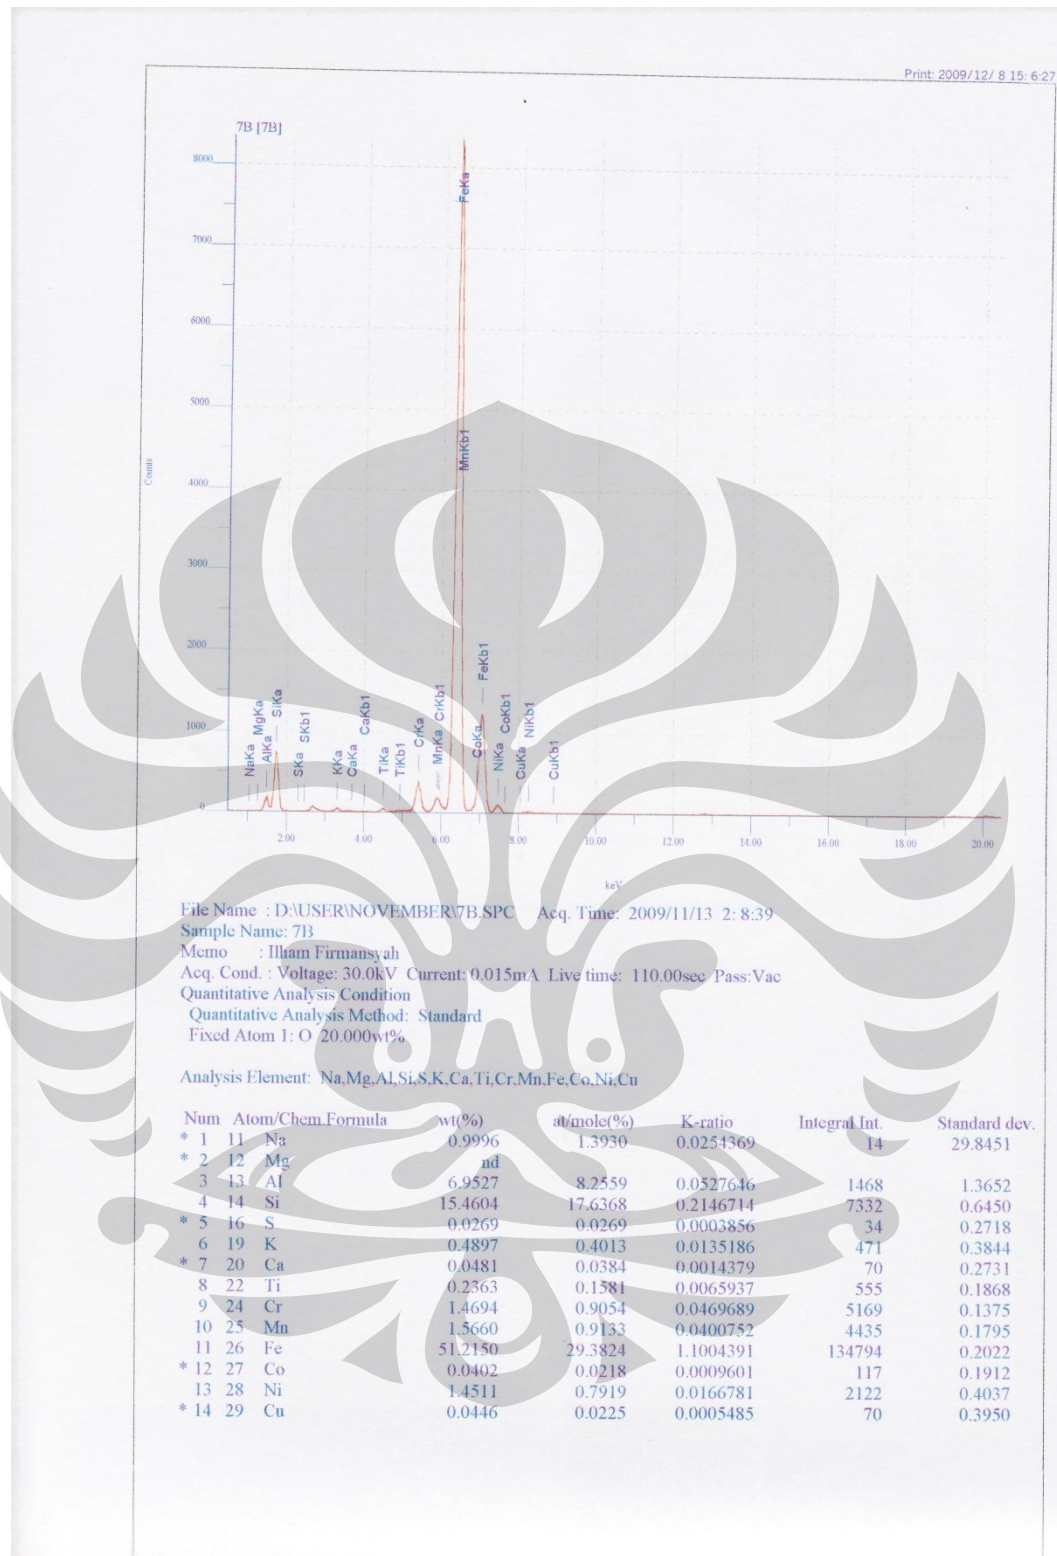 Print: 2009/12/ 8 15: 6:27
7B [7B]
8000
7000
6000
5000
4000
3000
2000
1000
0
Counts
FeKa
MnKb1
FeKb1
NaKa
MgKa
AlKa
SiKa
SKa
SKb1
KKa
CaKa
CaKb1
TiKa
TiKb1
CrKa
MnKa
CrKb1
CoKa
NiKa
CoKb1
CuKa
NiKb1
CuKb1
2.00 4.00 6.00 8.00 10.00 12.00 14.00 16.00 18.00 20.00
keV
File Name : D:\USER\NOVEMBER\7B.SPC Acq. Time: 2009/11/13 2: 8:39
Sample Name: 7B
Memo : Ilham Firmansyah
Acq. Cond. : Voltage: 30.0kV Current: 0.015mA Live time: 110.00sec Pass:Vac
Quantitative Analysis Condition
Quantitative Analysis Method: Standard
Fixed Atom 1: O 20.000wt%
Analysis Element: Na,Mg,Al,Si,S,K,Ca,Ti,Cr,Mn,Fe,Co,Ni,Cu
Num Atom/Chem.Formula wt(%) at/mole(%) K-ratio Integral Int. Standard dev.
* 1 11 Na 0.9996 1.3930 0.0254369 14 29.8451
* 2 12 Mg nd
3 13 Al 6.9527 8.2559 0.0527646 1468 1.3652
4 14 Si 15.4604 17.6368 0.2146714 7332 0.6450
* 5 16 S 0.0269 0.0269 0.0003856 34 0.2718
6 19 K 0.4897 0.4013 0.0135186 471 0.3844
* 7 20 Ca 0.0481 0.0384 0.0014379 70 0.2731
8 22 Ti 0.2363 0.1581 0.0065937 555 0.1868
9 24 Cr 1.4694 0.9054 0.0469689 5169 0.1375
10 25 Mn 1.5660 0.9133 0.0400752 4435 0.1795
11 26 Fe 51.2150 29.3824 1.1004391 134794 0.2022
* 12 27 Co 0.0402 0.0218 0.0009601 117 0.1912
13 28 Ni 1.4511 0.7919 0.0166781 2122 0.4037
* 14 29 Cu 0.0446 0.0225 0.0005485 70 0.3950